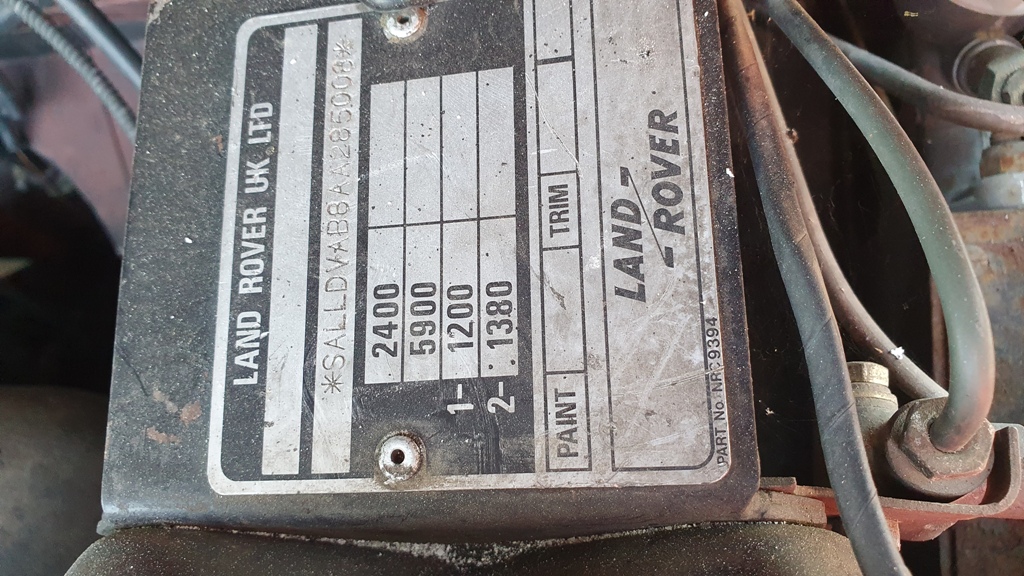 LAND ROVER UK LTD
*SALLDVAB8AA285008*
2400
5900
1- 1200
2- 1380
PAINT TRIM
LAND-
-ROVER
PART No NRC9394